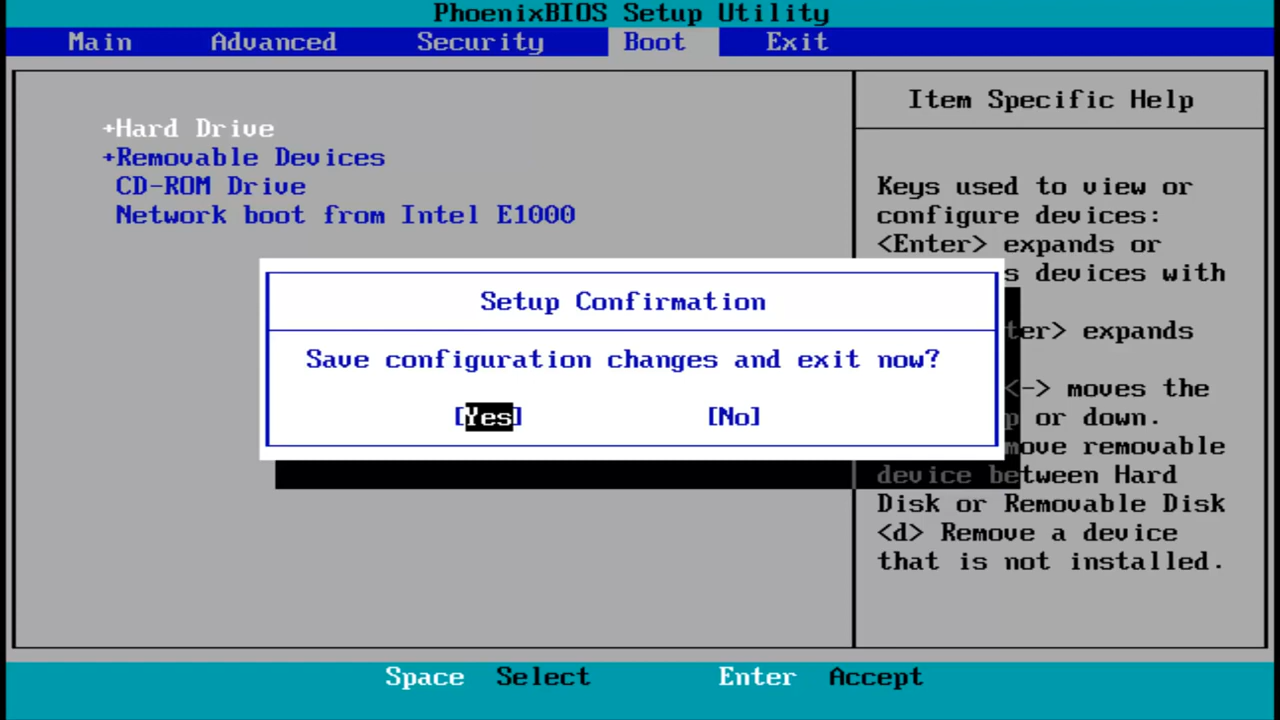 PhoenixBIOS Setup Utility
Main Advanced Security Boot Exit
+Hard Drive
+Removable Devices
CD-ROM Drive
Network boot from Intel E1000
Item Specific Help
Keys used to view or
configure devices:
<Enter> expands or
s devices with
ter> expands
<-> moves the
p or down.
move removable
device between Hard
Disk or Removable Disk
<d> Remove a device
that is not installed.
Setup Confirmation
Save configuration changes and exit now?
[Yes] [No]
Space Select Enter Accept